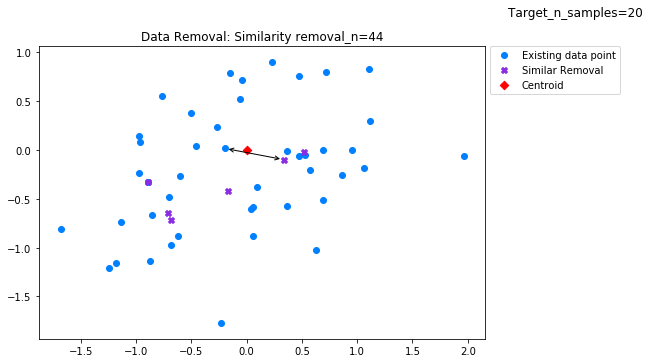 Target_n_samples=20
Data Removal: Similarity removal_n=44
Existing data point
Similar Removal
Centroid
1.0
0.5
0.0
−0.5
−1.0
−1.5
−1.5 −1.0 −0.5 0.0 0.5 1.0 1.5 2.0